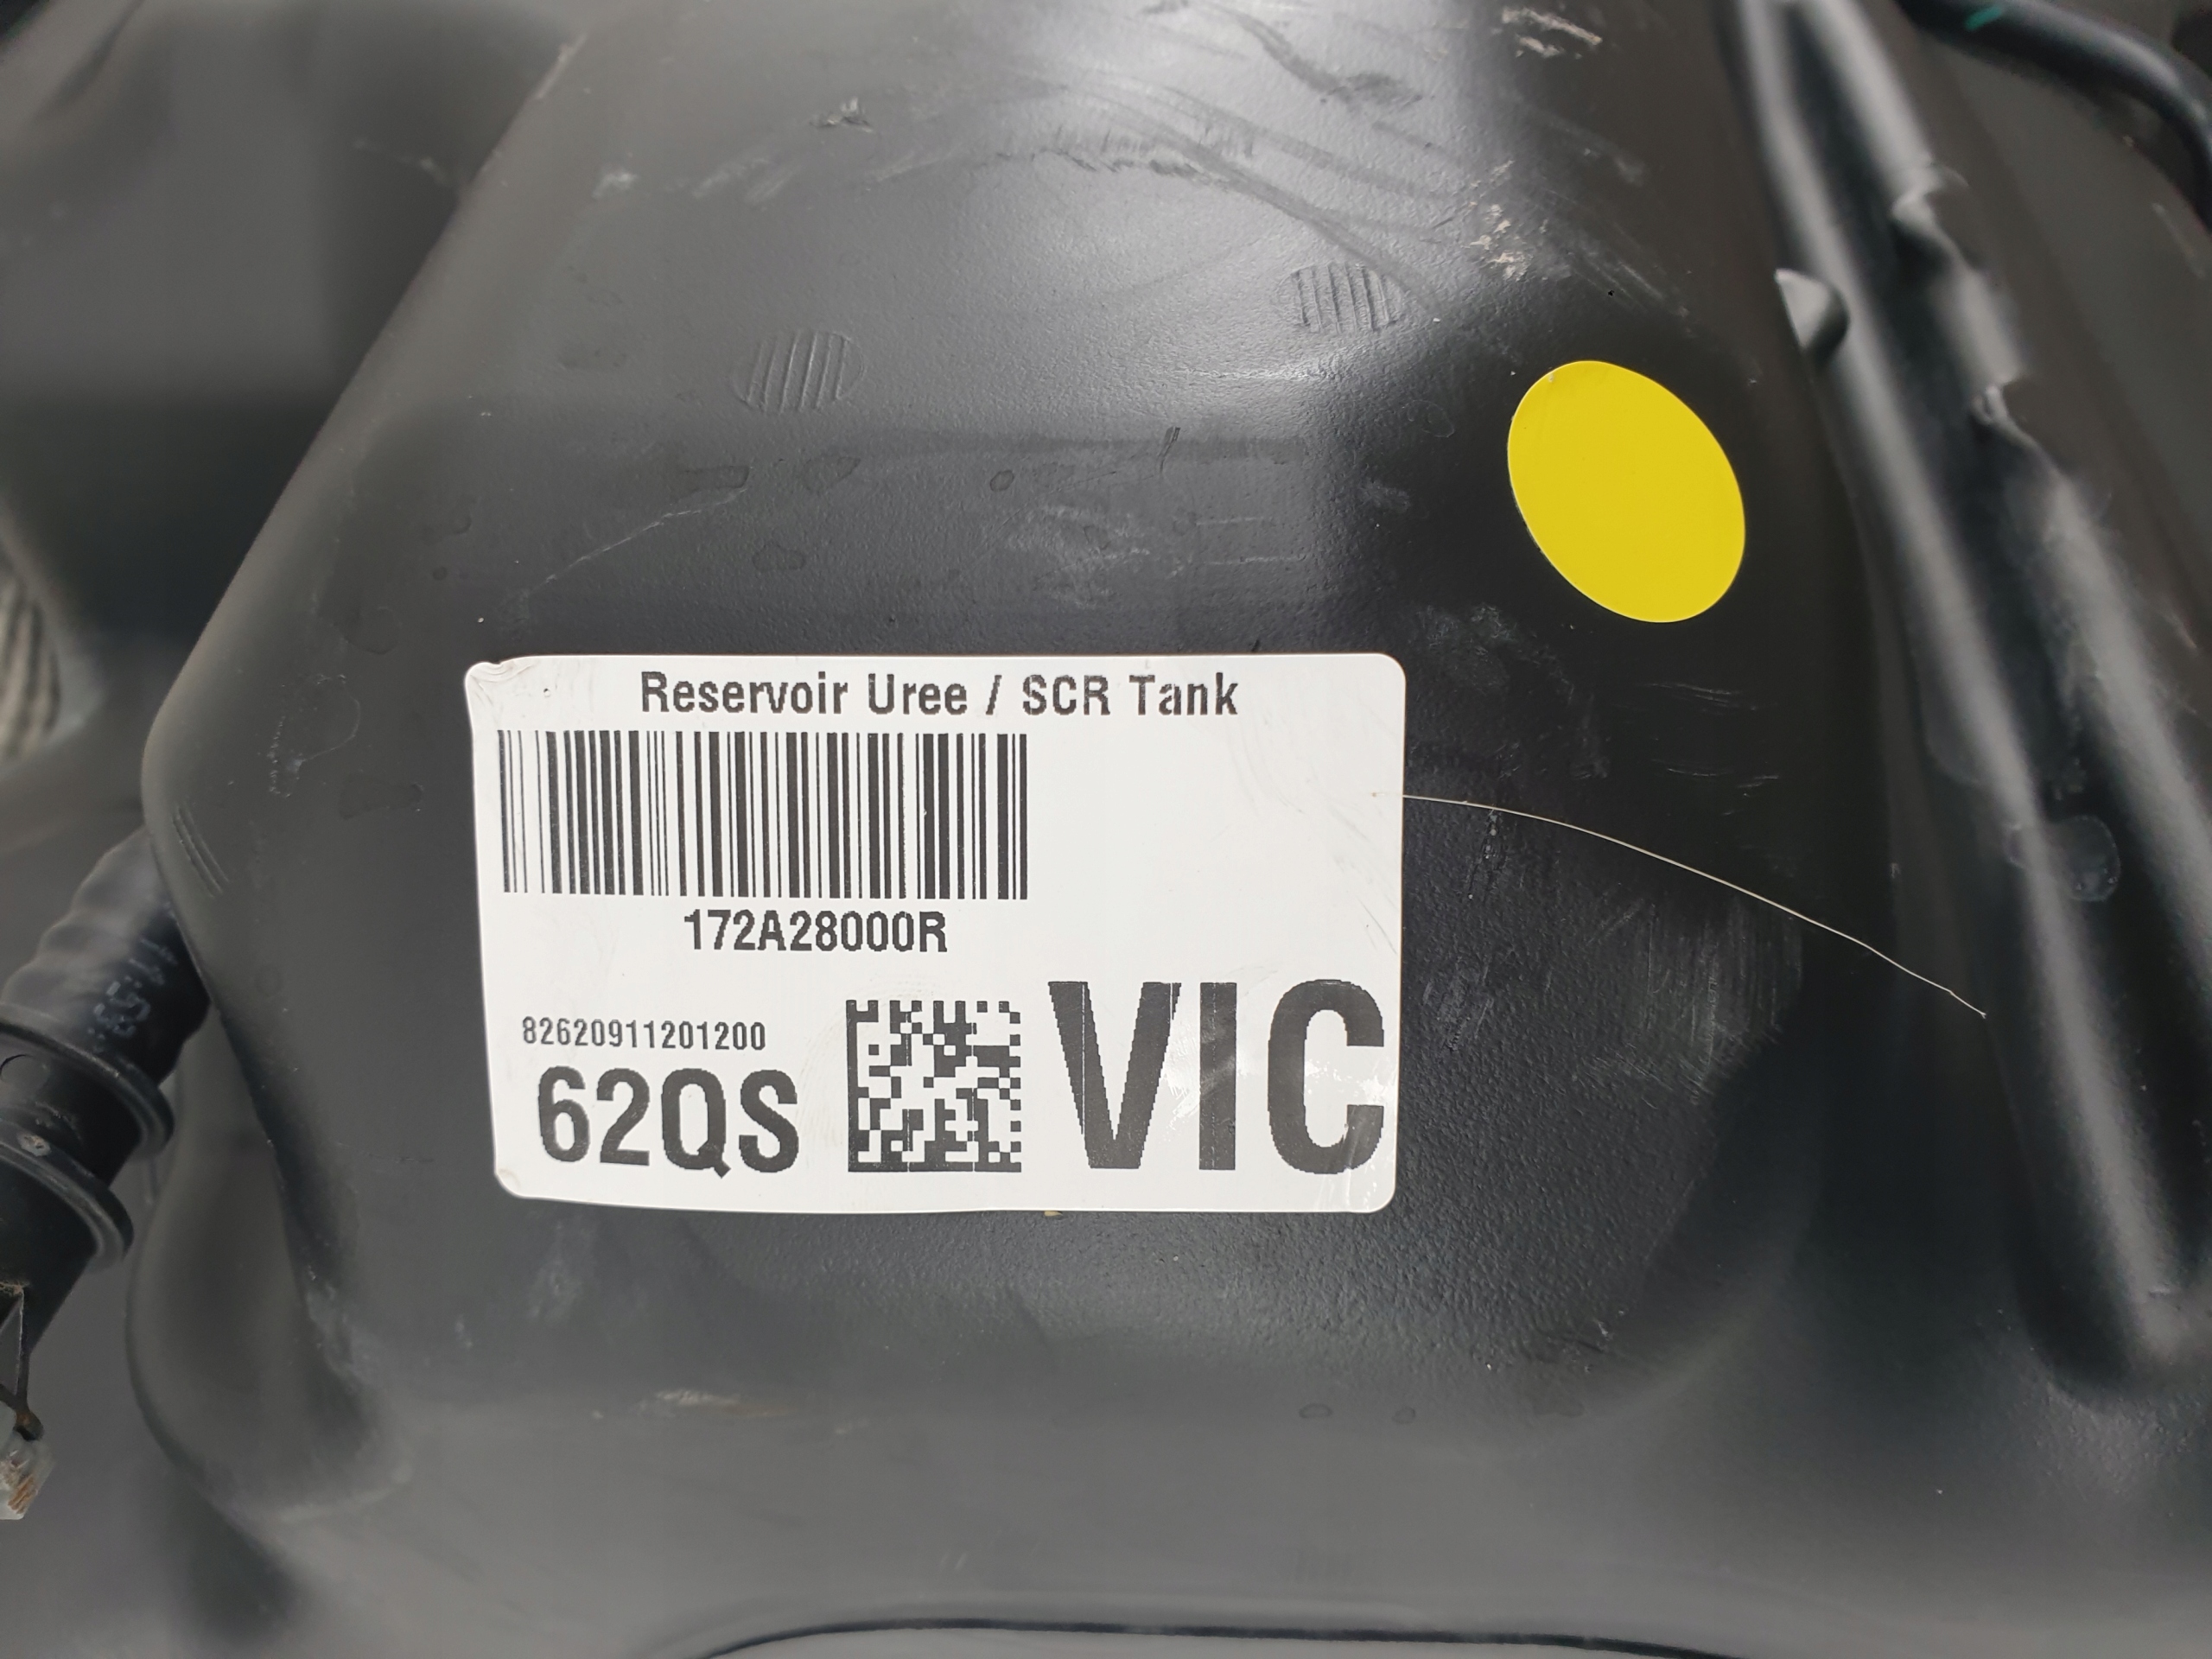 Reservoir Uree / SCR Tank
172A28000R
82620911201200
62QS
VIC